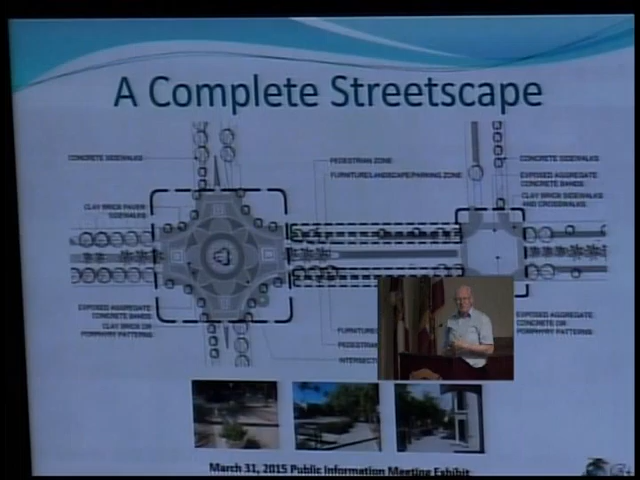 A Complete Streetscape
CONCRETE SIDEWALKS
PEDESTRIAN ZONE
FURNITURE/LANDSCAPE/PARKING ZONE
CONCRETE SIDEWALKS
EXPOSED AGGREGATE
CONCRETE BANDS
CLAY BRICK SIDEWALKS
AND CROSSWALKS
CLAY BRICK PAVER
SIDEWALKS
EXPOSED AGGREGATE
CONCRETE BANDS
CLAY BRICK OR
PORPHYRY PATTERNS
EXPOSED AGGREGATE
CONCRETE OR
PORPHYRY PATTERNS
FURNITU
PEDESTR
INTERSECT
March 31, 2015 Public Information Meeting Exhibit